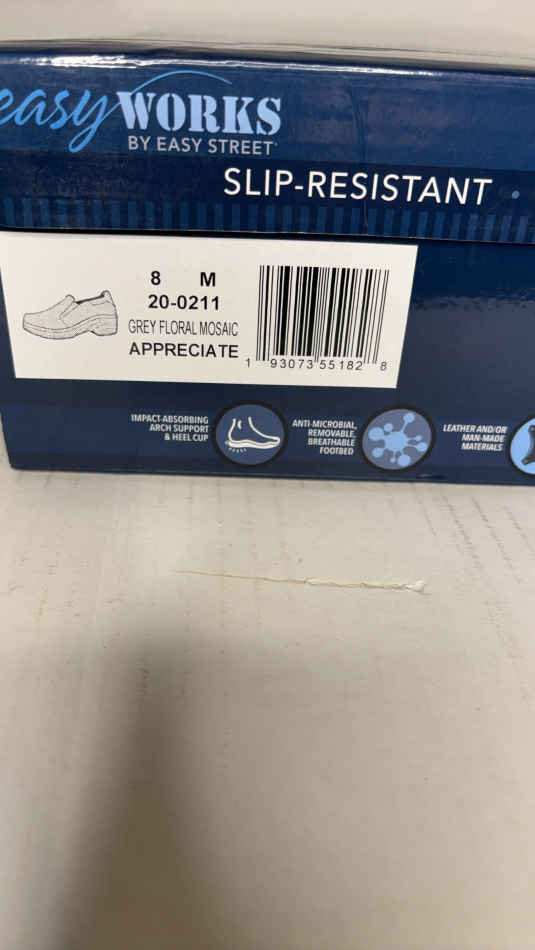 easy WORKS
BY EASY STREET
SLIP-RESISTANT
8 M
20-0211
GREY FLORAL MOSAIC
APPRECIATE
1 93073 55182 8
IMPACT-ABSORBING
ARCH SUPPORT
& HEEL CUP
ANTI-MICROBIAL,
REMOVABLE,
BREATHABLE
FOOTBED
LEATHER AND/OR
MAN-MADE
MATERIALS